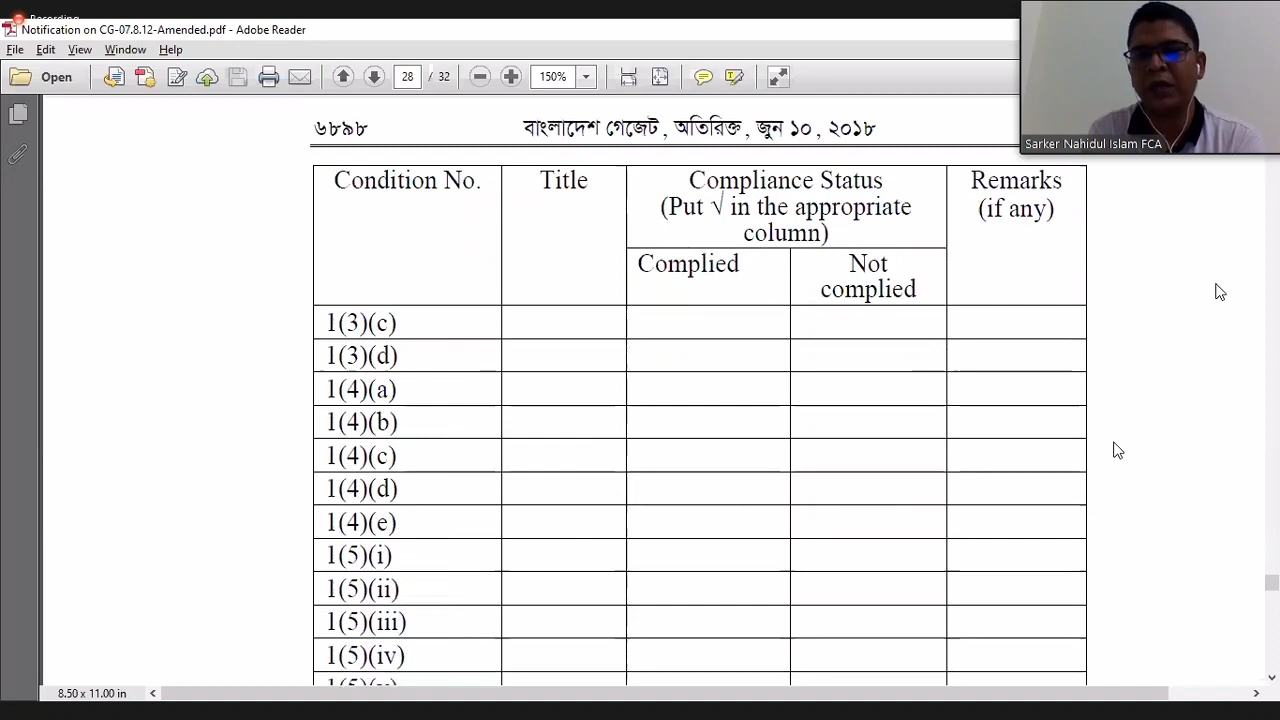 Recording
Notification on CG-07.8.12-Amended.pdf - Adobe Reader
File Edit View Window Help
Open 28 / 32 150%
Sarker Nahidul Islam FCA
৬৮৯৮ বাংলাদেশ গেজেট, অতিরিক্ত, জুন ১০, ২০১৮
Condition No. Title Compliance Status Remarks
(Put √ in the appropriate (if any)
column)
Complied Not
complied
1(3)(c)
1(3)(d)
1(4)(a)
1(4)(b)
1(4)(c)
1(4)(d)
1(4)(e)
1(5)(i)
1(5)(ii)
1(5)(iii)
1(5)(iv)
1(5)(v)
8.50 x 11.00 in